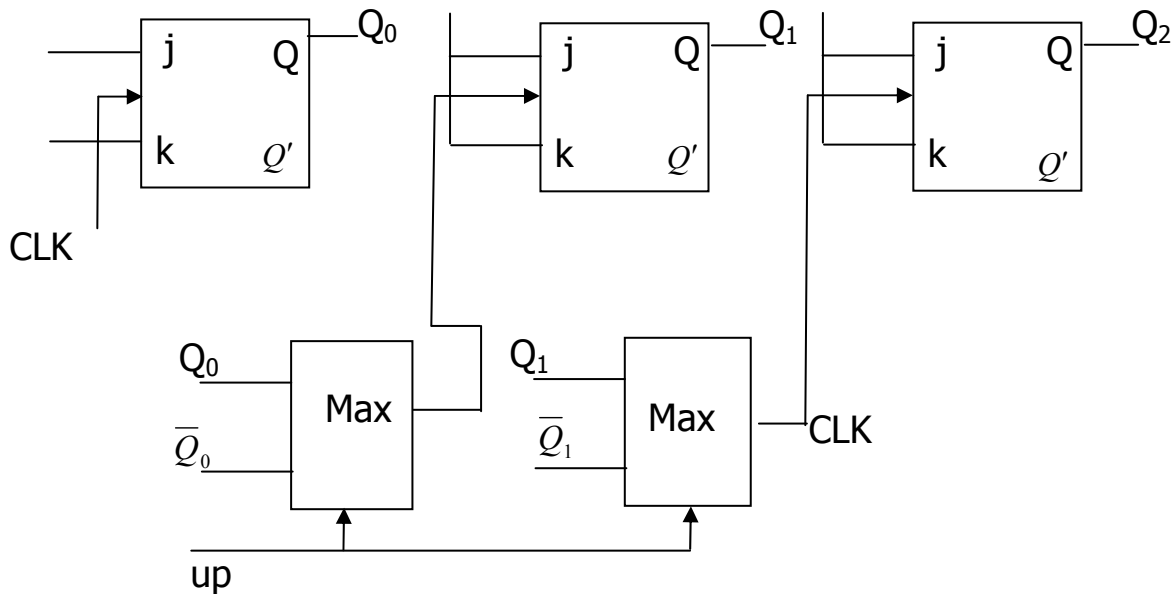 j Q Q₀
k Q′
CLK
j Q Q₁
k Q′
j Q Q₂
k Q′
Q₀
Q̅₀
Max
Q₁
Q̅₁
Max
CLK
up